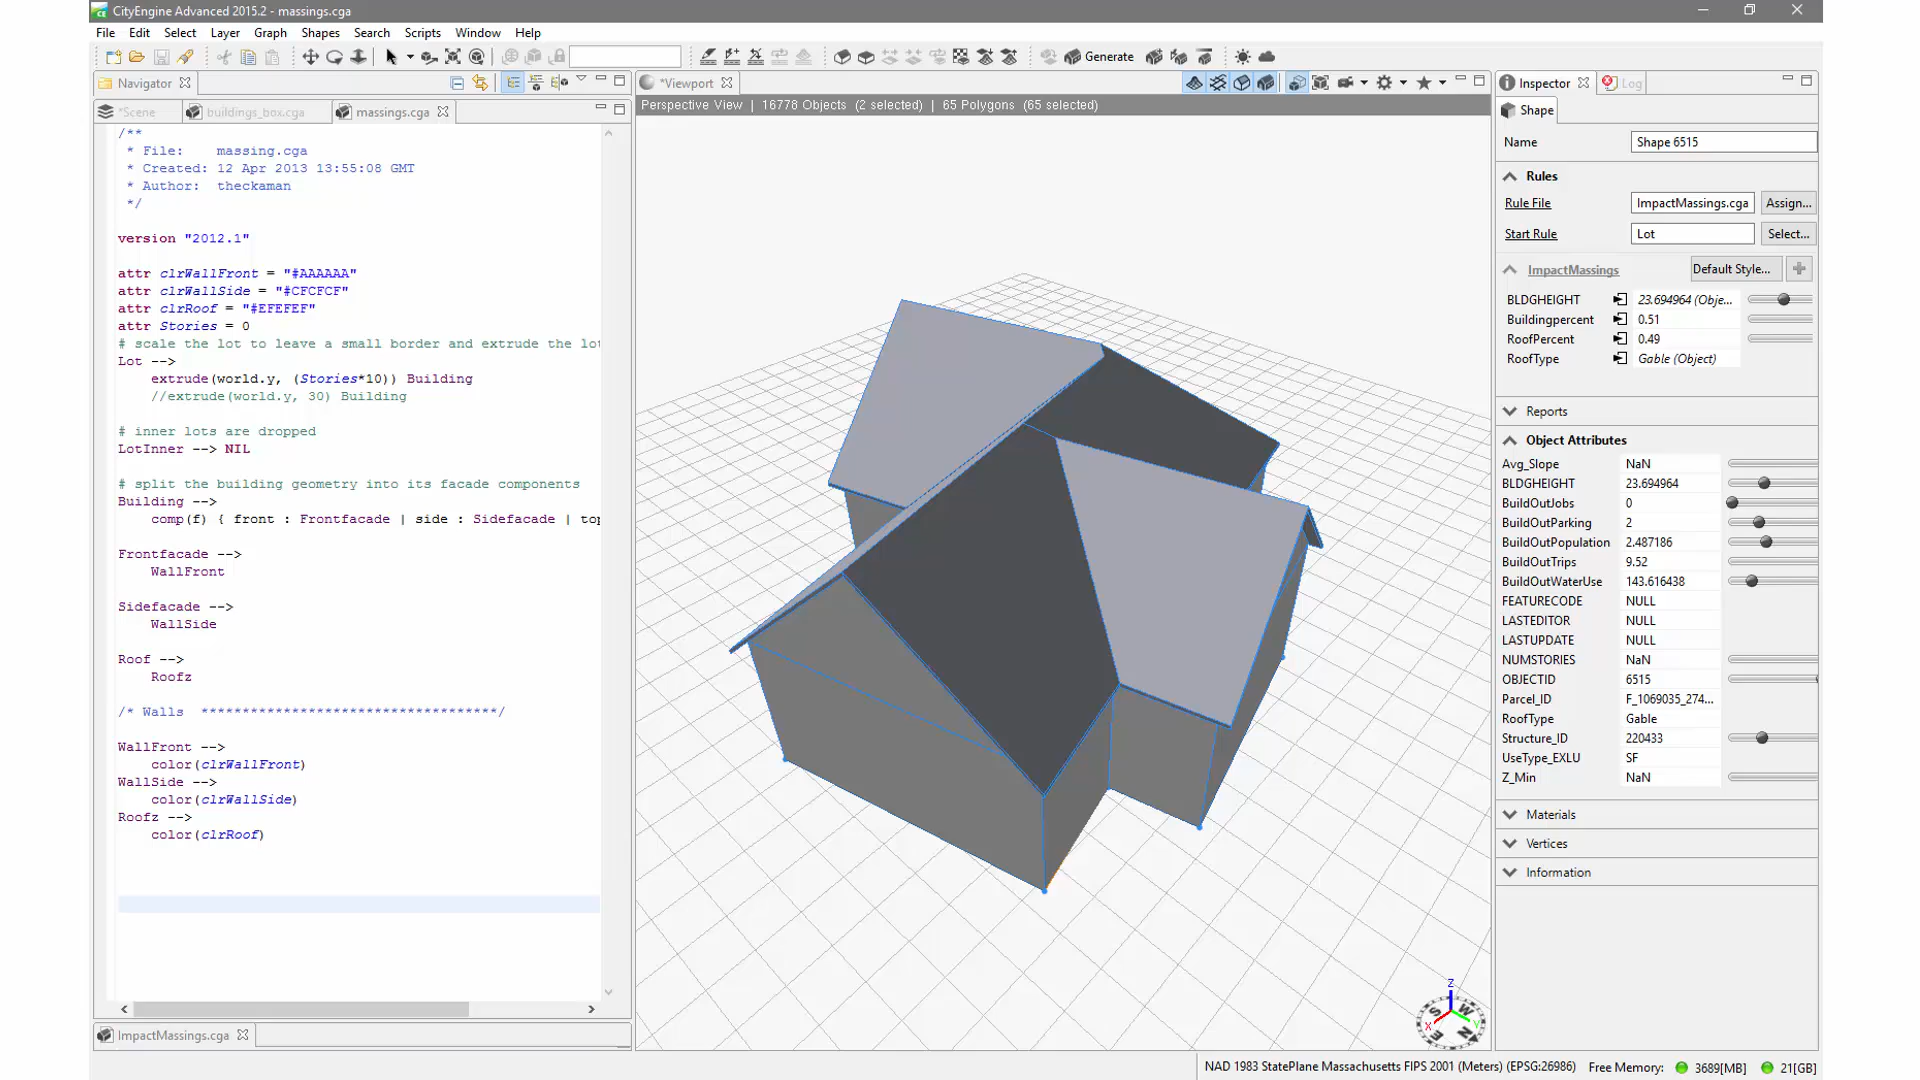 CityEngine Advanced 2015.2 - massings.cga
File Edit Select Layer Graph Shapes Search Scripts Window Help
Generate
Navigator
*Scene
buildings_box.cga
massings.cga
/**
* File: massing.cga
* Created: 12 Apr 2013 13:55:08 GMT
* Author: theckaman
*/
version "2012.1"
attr clrWallFront = "#AAAAAA"
attr clrWallSide = "#CFCFCF"
attr clrRoof = "#EFEFEF"
attr Stories = 0
# scale the lot to leave a small border and extrude the lo
Lot -->
extrude(world.y, (Stories*10)) Building
//extrude(world.y, 30) Building
# inner lots are dropped
LotInner --> NIL
# split the building geometry into its facade components
Building -->
comp(f) { front : Frontfacade | side : Sidefacade | top
Frontfacade -->
WallFront
Sidefacade -->
WallSide
Roof -->
Roofz
/* Walls ************************************/
WallFront -->
color(clrWallFront)
WallSide -->
color(clrWallSide)
Roofz -->
color(clrRoof)
ImpactMassings.cga
*Viewport
Perspective View | 16778 Objects (2 selected) | 65 Polygons (65 selected)
Z
X
Y
S
W
E
N
Inspector
Log
Shape
Name Shape 6515
Rules
Rule File ImpactMassings.cga Assign...
Start Rule Lot Select...
ImpactMassings Default Style...
BLDGHEIGHT 23.694964 (Obje...
Buildingpercent 0.51
RoofPercent 0.49
RoofType Gable (Object)
Reports
Object Attributes
Avg_Slope NaN
BLDGHEIGHT 23.694964
BuildOutJobs 0
BuildOutParking 2
BuildOutPopulation 2.487186
BuildOutTrips 9.52
BuildOutWaterUse 143.616438
FEATURECODE NULL
LASTEDITOR NULL
LASTUPDATE NULL
NUMSTORIES NaN
OBJECTID 6515
Parcel_ID F_1069035_274...
RoofType Gable
Structure_ID 220433
UseType_EXLU SF
Z_Min NaN
Materials
Vertices
Information
NAD 1983 StatePlane Massachusetts FIPS 2001 (Meters) (EPSG:26986) Free Memory: 3689[MB] 21[GB]